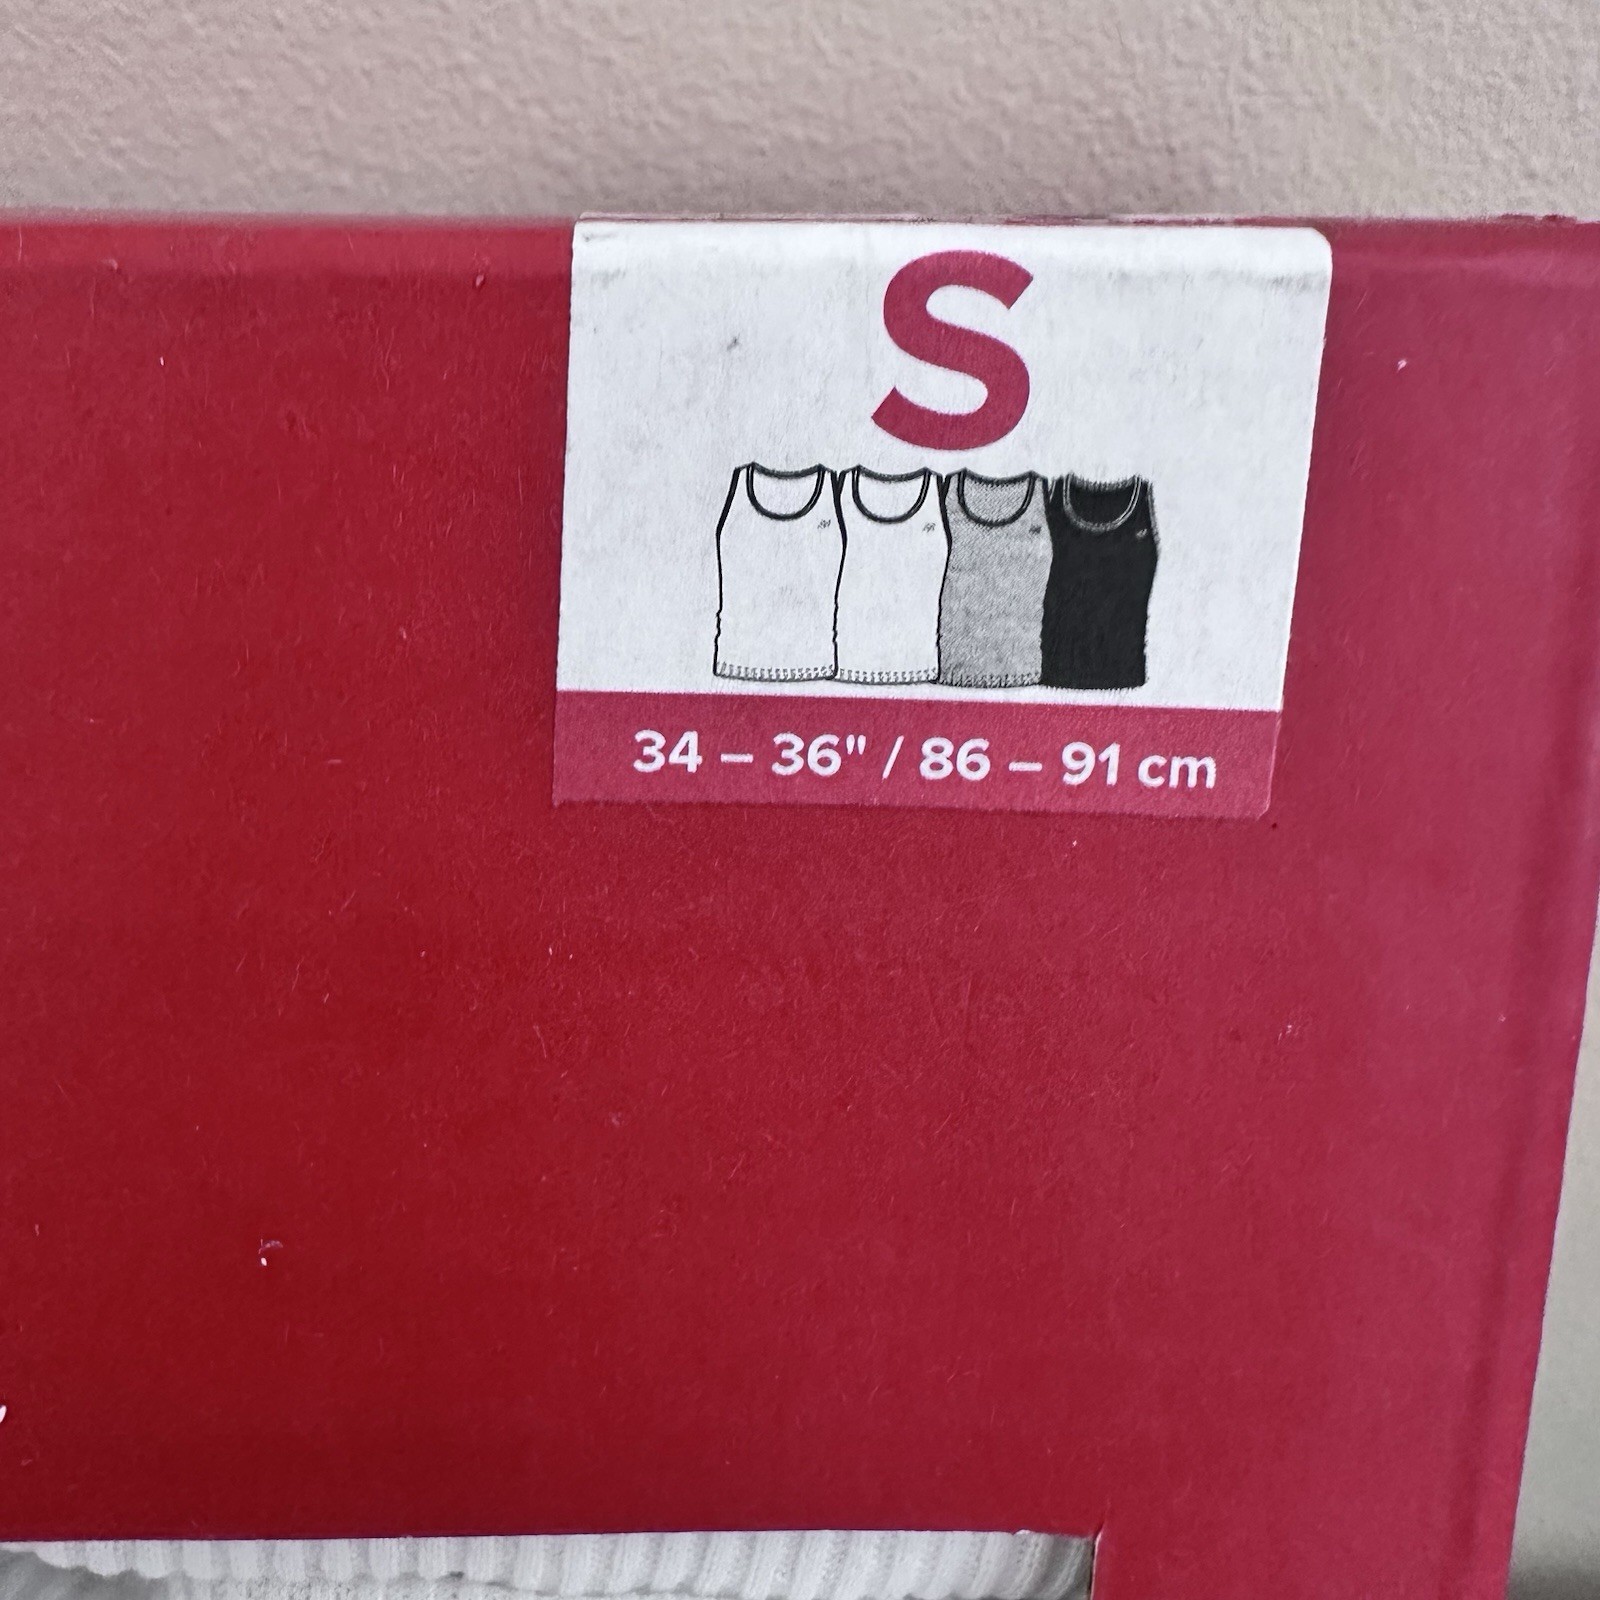 S
34 – 36" / 86 – 91 cm